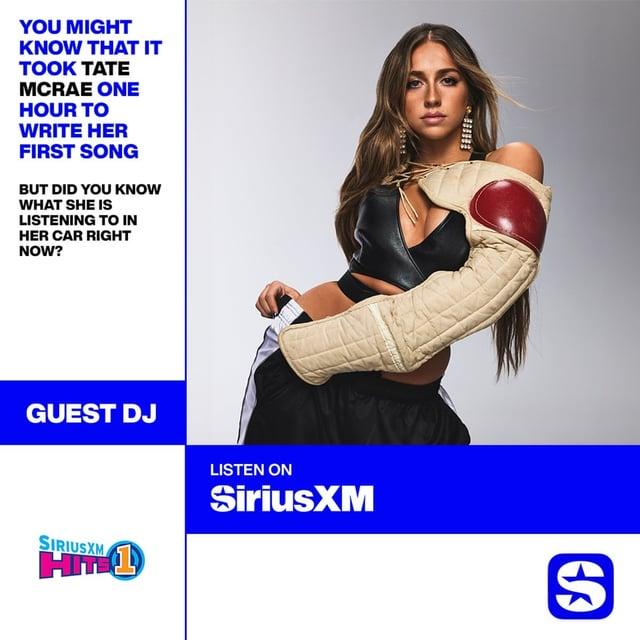 YOU MIGHT
KNOW THAT IT
TOOK TATE
MCRAE ONE
HOUR TO
WRITE HER
FIRST SONG
BUT DID YOU KNOW
WHAT SHE IS
LISTENING TO IN
HER CAR RIGHT
NOW?
GUEST DJ
LISTEN ON
SiriusXM
SIRIUSXM
HITS 1
S